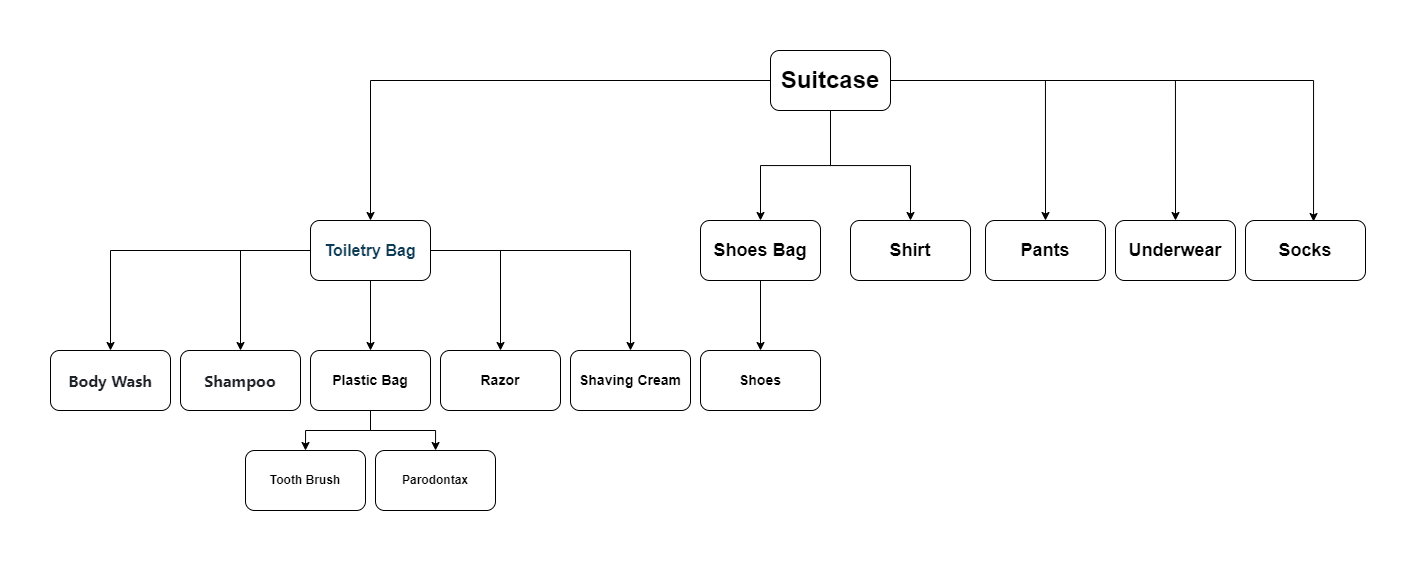 Suitcase
Toiletry Bag
Shoes Bag
Shirt
Pants
Underwear
Socks
Body Wash
Shampoo
Plastic Bag
Razor
Shaving Cream
Shoes
Tooth Brush
Parodontax